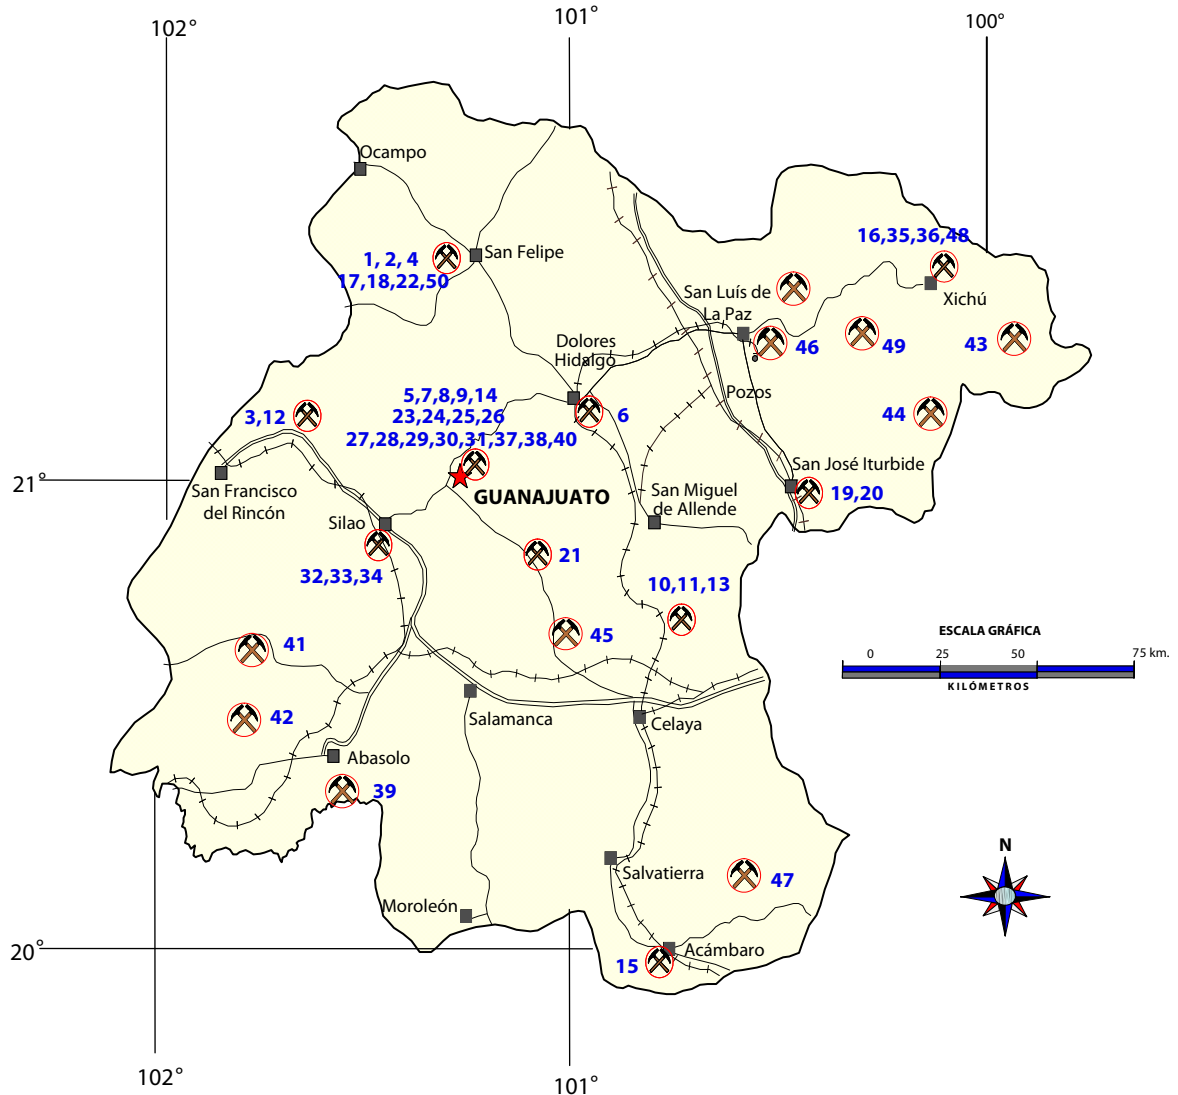 102°
101°
100°
Ocampo
San Felipe
1, 2, 4
17,18,22,50
16,35,36,48
Xichú
San Luís de
La Paz
46
49
43
44
Dolores
Hidalgo
Pozos
5,7,8,9,14
23,24,25,26
27,28,29,30,31,37,38,40
6
3,12
21°
San Francisco
del Rincón
GUANAJUATO
San Miguel
de Allende
San José Iturbide
19,20
Silao
32,33,34
21
10,11,13
45
41
42
ESCALA GRÁFICA
0 25 50 75 km.
KILÓMETROS
Salamanca
Celaya
Abasolo
39
Salvatierra
47
Moroleón
N
20°
Acámbaro
15
102°
101°